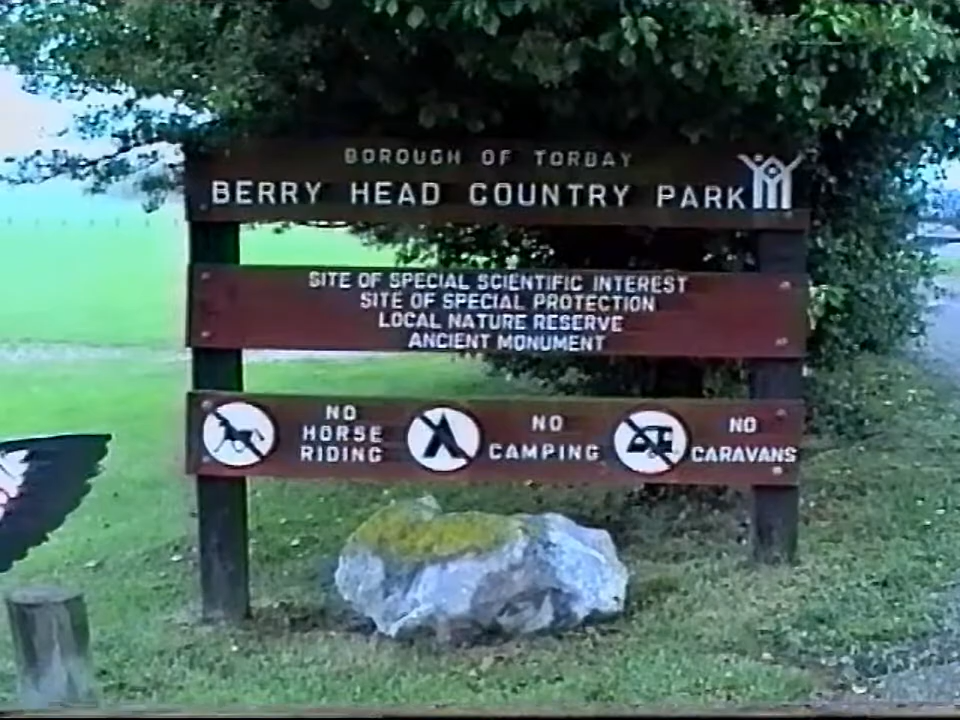 BOROUGH OF TORBAY
BERRY HEAD COUNTRY PARK
SITE OF SPECIAL SCIENTIFIC INTEREST
SITE OF SPECIAL PROTECTION
LOCAL NATURE RESERVE
ANCIENT MONUMENT
NO
HORSE
RIDING
NO
CAMPING
NO
CARAVANS